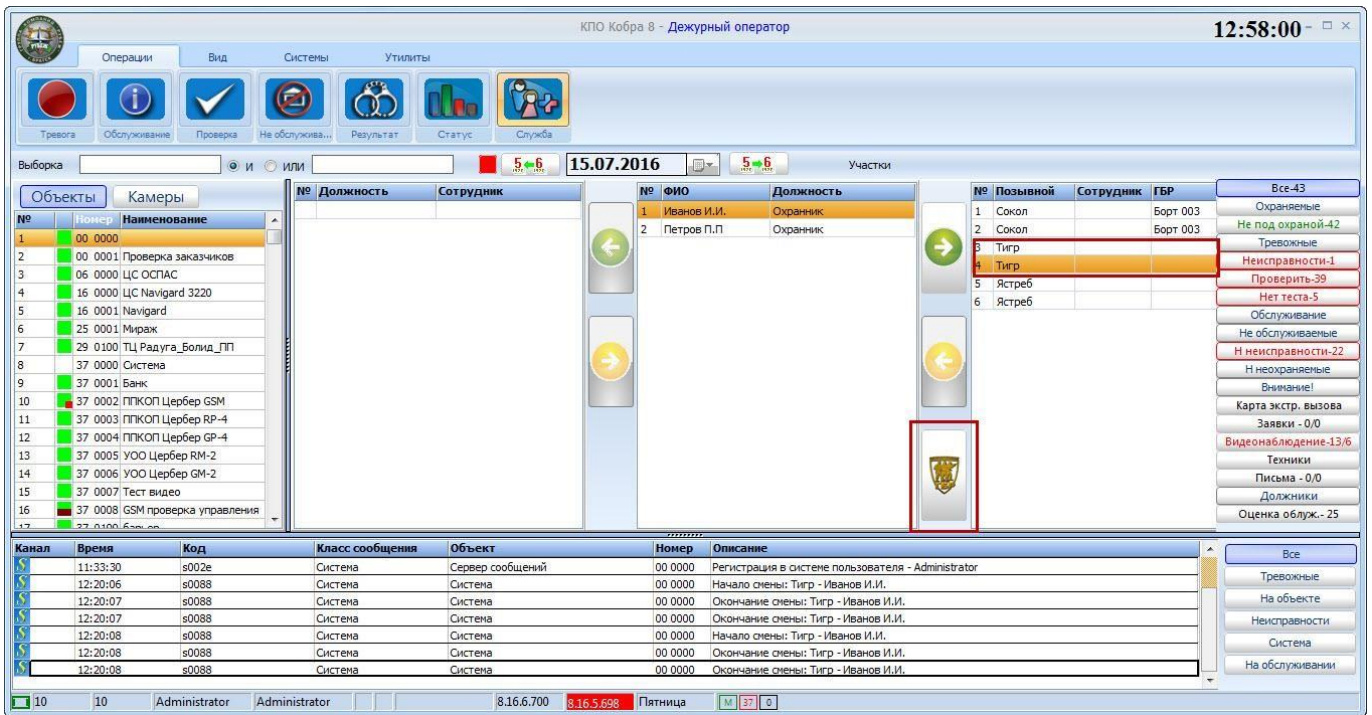 КПО Кобра 8 - Дежурный оператор
12:58:00
Операции Вид Системы Утилиты
Тревога Обслуживание Проверка Не обслужива... Результат Статус Служба
Выборка и или 5 6 15.07.2016 5 6 Участки
Объекты Камеры
№ Номер Наименование
1 00 0000
2 00 0001 Проверка заказчиков
3 06 0000 ЦС ОСПАС
4 16 0000 ЦС Navigard 3220
5 16 0001 Navigard
6 25 0001 Мираж
7 29 0100 ТЦ Радуга_Болид_ПП
8 37 0000 Система
9 37 0001 Банк
10 37 0002 ППКОП Цербер GSM
11 37 0003 ППКОП Цербер RP-4
12 37 0004 ППКОП Цербер GP-4
13 37 0005 УОО Цербер RM-2
14 37 0006 УОО Цербер GM-2
15 37 0007 Тест видео
16 37 0008 GSM проверка управления
№ Должность Сотрудник
№ ФИО Должность
1 Иванов И.И. Охранник
2 Петров П.П Охранник
№ Позывной Сотрудник ГБР
1 Сокол Борт 003
2 Сокол Борт 003
3 Тигр
4 Тигр
5 Ястреб
6 Ястреб
Все-43
Охраняемые
Не под охраной-42
Тревожные
Неисправности-1
Проверить-39
Нет теста-5
Обслуживание
Не обслуживаемые
Н неисправности-22
Н неохраняемые
Внимание!
Карта экстр. вызова
Заявки - 0/0
Видеонаблюдение-13/6
Техники
Письма - 0/0
Должники
Оценка облуж.- 25
Канал Время Код Класс сообщения Объект Номер Описание
11:33:30 s002e Система Сервер сообщений 00 0000 Регистрация в системе пользователя - Administrator
12:20:06 s0088 Система Система 00 0000 Начало смены: Тигр - Иванов И.И.
12:20:07 s0088 Система Система 00 0000 Окончание смены: Тигр - Иванов И.И.
12:20:07 s0088 Система Система 00 0000 Окончание смены: Тигр - Иванов И.И.
12:20:08 s0088 Система Система 00 0000 Начало смены: Тигр - Иванов И.И.
12:20:08 s0088 Система Система 00 0000 Окончание смены: Тигр - Иванов И.И.
12:20:08 s0088 Система Система 00 0000 Окончание смены: Тигр - Иванов И.И.
Все
Тревожные
На объекте
Неисправности
Система
На обслуживании
10 10 Administrator Administrator 8.16.6.700 8.16.5.698 Пятница М 37 0